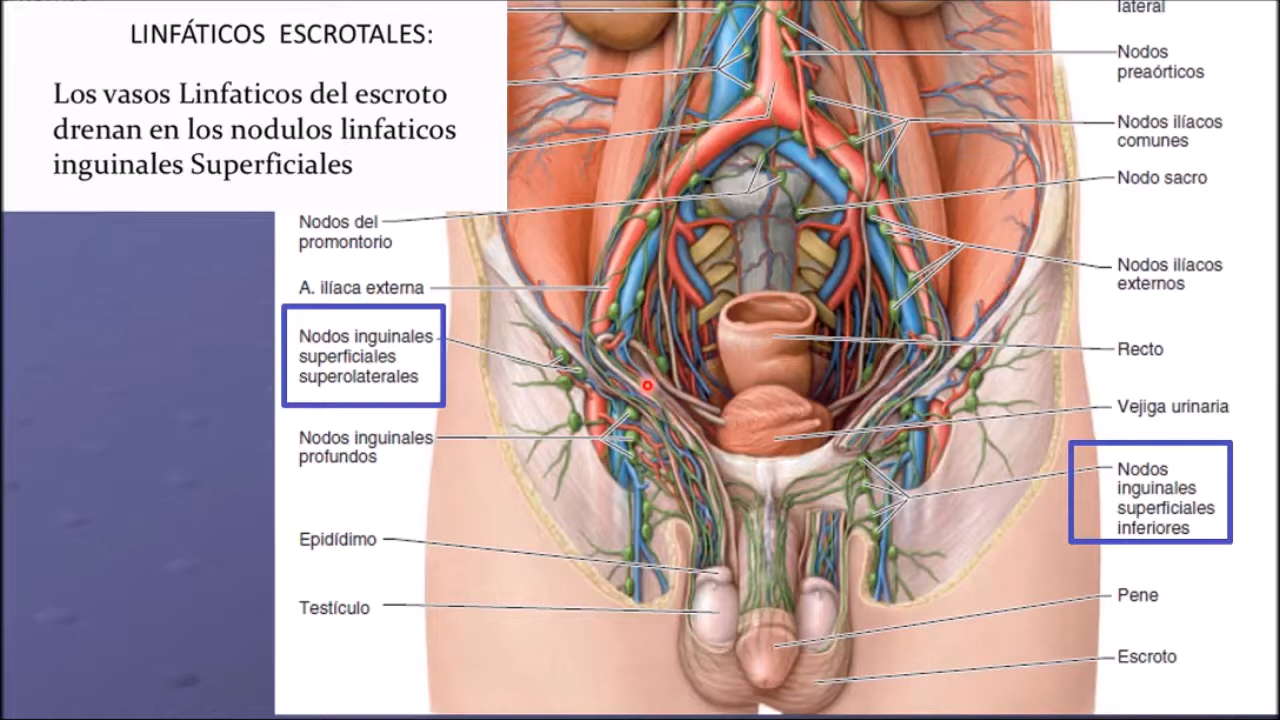 LINFÁTICOS ESCROTALES:
Los vasos Linfaticos del escroto
drenan en los nodulos linfaticos
inguinales Superficiales
Nodos del
promontorio
A. ilíaca externa
Nodos inguinales
superficiales
superolaterales
Nodos inguinales
profundos
Epidídimo
Testículo
lateral
Nodos
preaórticos
Nodos ilíacos
comunes
Nodo sacro
Nodos ilíacos
externos
Recto
Vejiga urinaria
Nodos
inguinales
superficiales
inferiores
Pene
Escroto